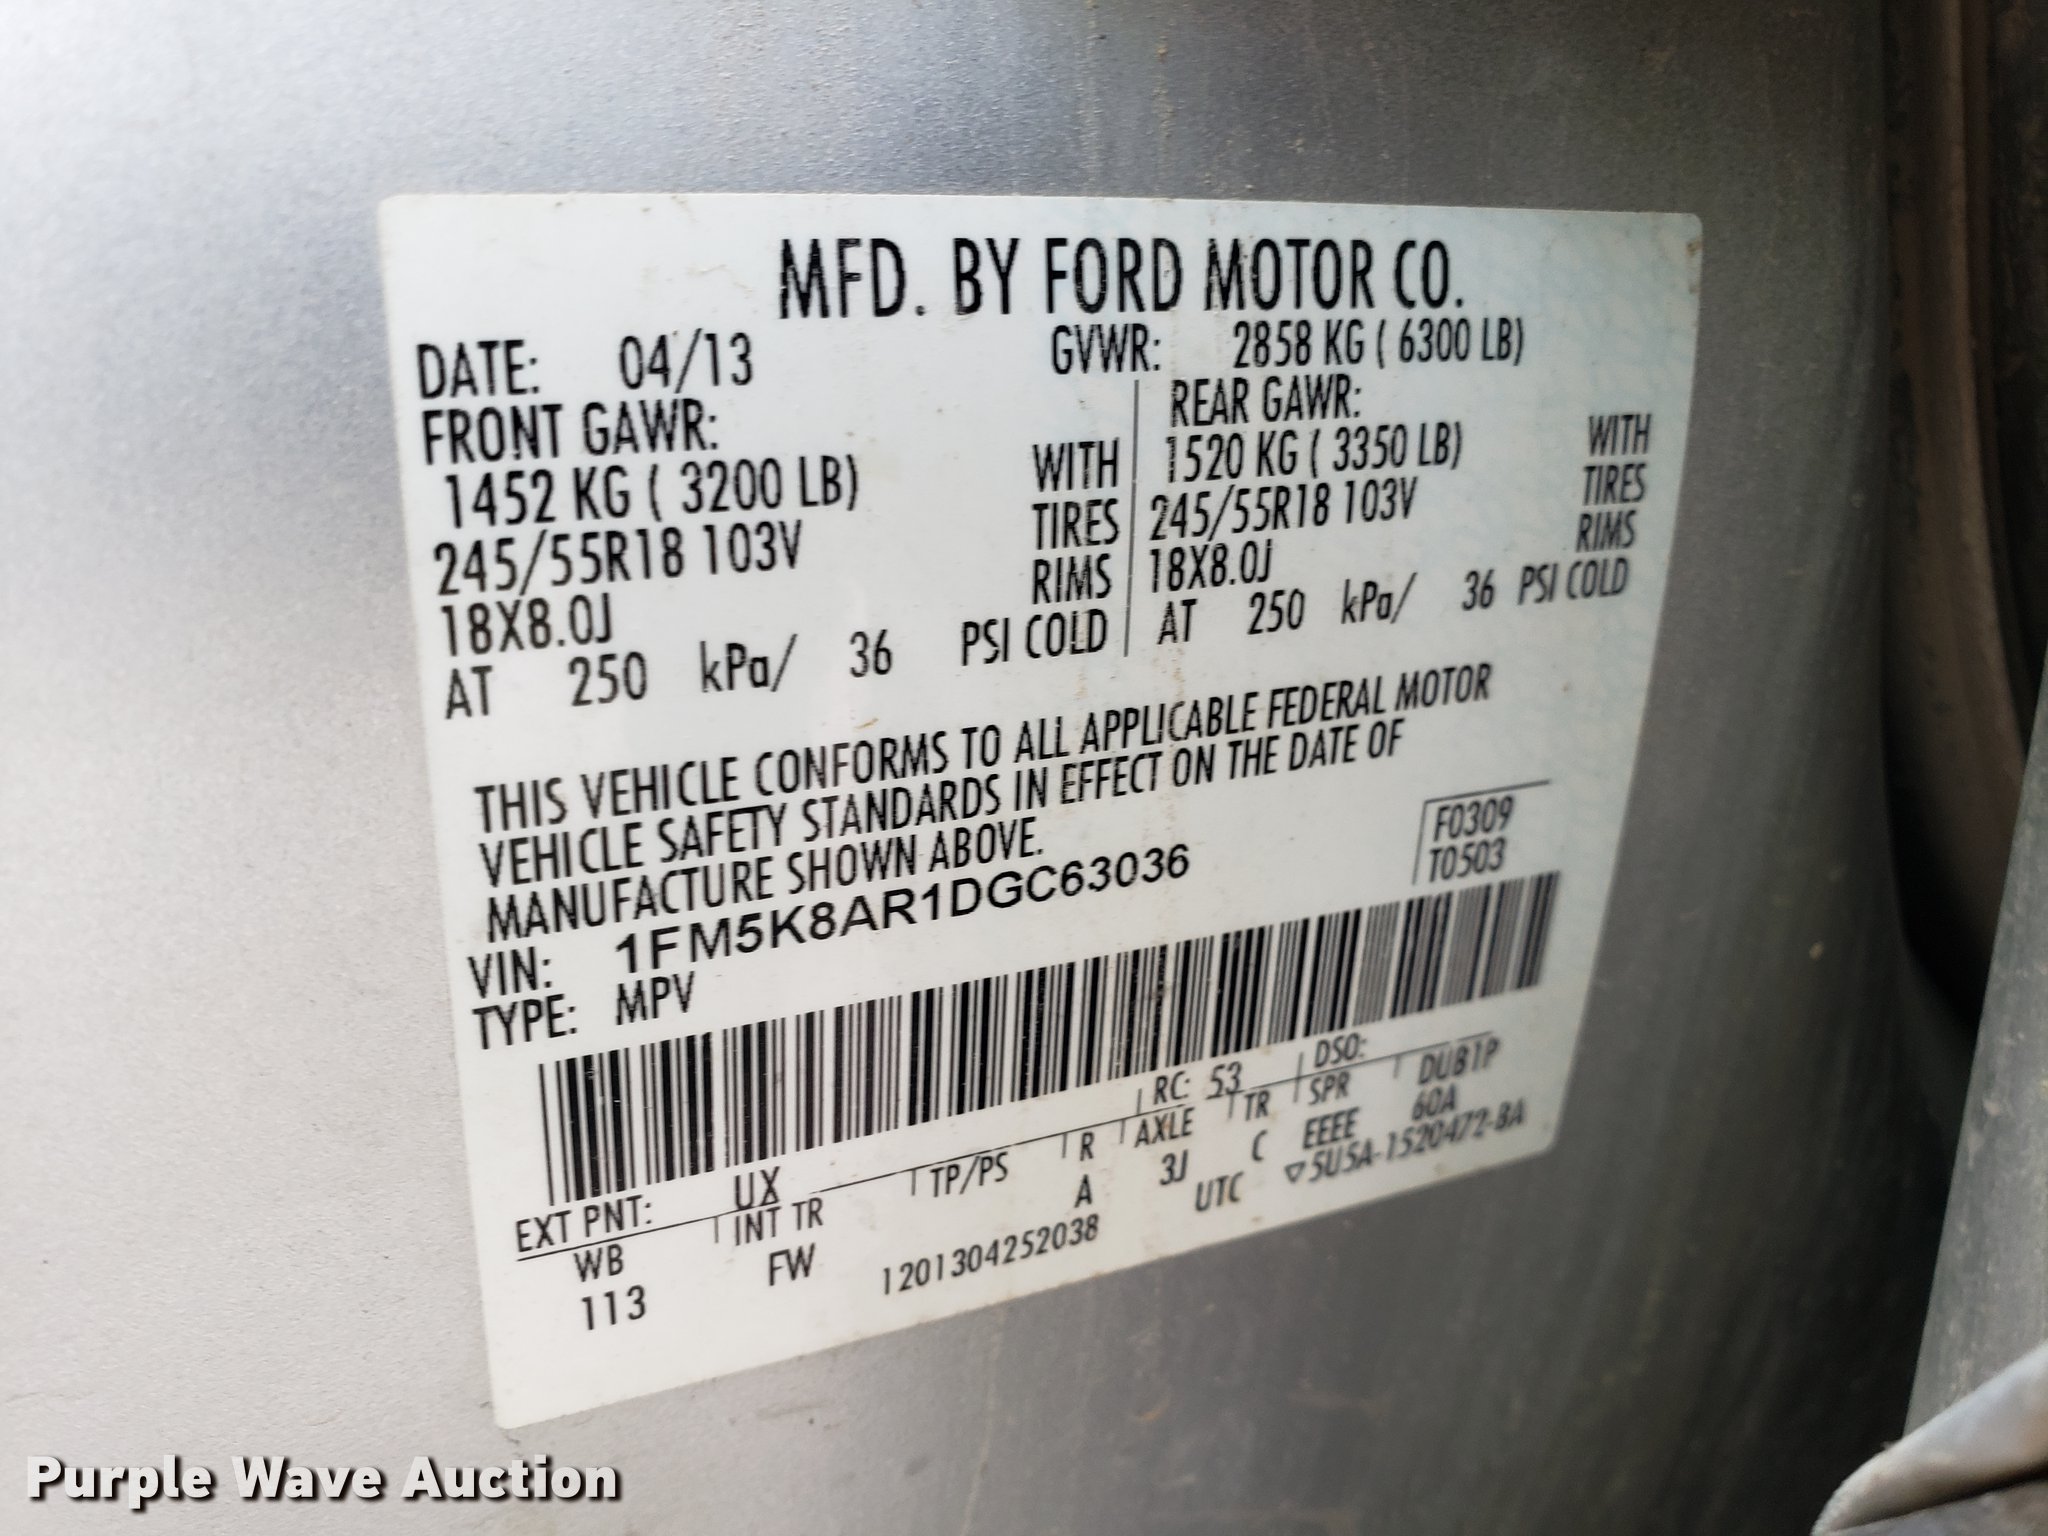 MFD. BY FORD MOTOR CO.
DATE: 04/13 GVWR: 2858 KG ( 6300 LB)
FRONT GAWR: REAR GAWR:
1452 KG ( 3200 LB) WITH 1520 KG ( 3350 LB) WITH
245/55R18 103V TIRES 245/55R18 103V TIRES
18X8.0J RIMS 18X8.0J RIMS
AT 250 kPa/ 36 PSI COLD AT 250 kPa/ 36 PSI COLD
THIS VEHICLE CONFORMS TO ALL APPLICABLE FEDERAL MOTOR
VEHICLE SAFETY STANDARDS IN EFFECT ON THE DATE OF
MANUFACTURE SHOWN ABOVE.
F0309
T0503
VIN: 1FM5K8AR1DGC63036
TYPE: MPV
EXT PNT: UX RC: 53 DSO:
WB INT TR TP/PS R AXLE TR SPR DUB1P
113 FW A 3J C EEEE 60A
1201304252038 UTC ▽5U5A-1520472-BA
Purple Wave Auction